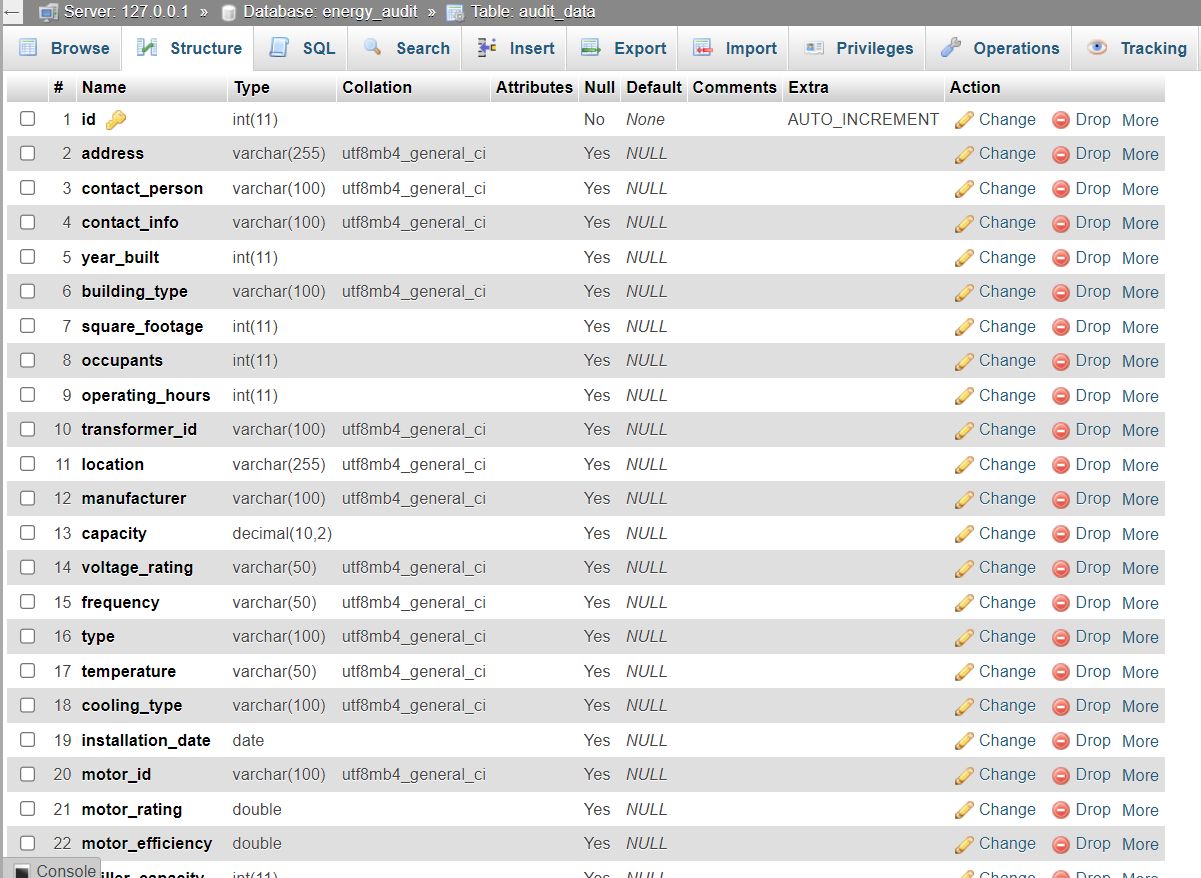 ← Server: 127.0.0.1 » Database: energy_audit » Table: audit_data
Browse Structure SQL Search Insert Export Import Privileges Operations Tracking
# Name Type Collation Attributes Null Default Comments Extra Action
1 id int(11) No None AUTO_INCREMENT Change Drop More
2 address varchar(255) utf8mb4_general_ci Yes NULL Change Drop More
3 contact_person varchar(100) utf8mb4_general_ci Yes NULL Change Drop More
4 contact_info varchar(100) utf8mb4_general_ci Yes NULL Change Drop More
5 year_built int(11) Yes NULL Change Drop More
6 building_type varchar(100) utf8mb4_general_ci Yes NULL Change Drop More
7 square_footage int(11) Yes NULL Change Drop More
8 occupants int(11) Yes NULL Change Drop More
9 operating_hours int(11) Yes NULL Change Drop More
10 transformer_id varchar(100) utf8mb4_general_ci Yes NULL Change Drop More
11 location varchar(255) utf8mb4_general_ci Yes NULL Change Drop More
12 manufacturer varchar(100) utf8mb4_general_ci Yes NULL Change Drop More
13 capacity decimal(10,2) Yes NULL Change Drop More
14 voltage_rating varchar(50) utf8mb4_general_ci Yes NULL Change Drop More
15 frequency varchar(50) utf8mb4_general_ci Yes NULL Change Drop More
16 type varchar(100) utf8mb4_general_ci Yes NULL Change Drop More
17 temperature varchar(50) utf8mb4_general_ci Yes NULL Change Drop More
18 cooling_type varchar(100) utf8mb4_general_ci Yes NULL Change Drop More
19 installation_date date Yes NULL Change Drop More
20 motor_id varchar(100) utf8mb4_general_ci Yes NULL Change Drop More
21 motor_rating double Yes NULL Change Drop More
22 motor_efficiency double Yes NULL Change Drop More
Console int(11) Yes NULL Change Drop More